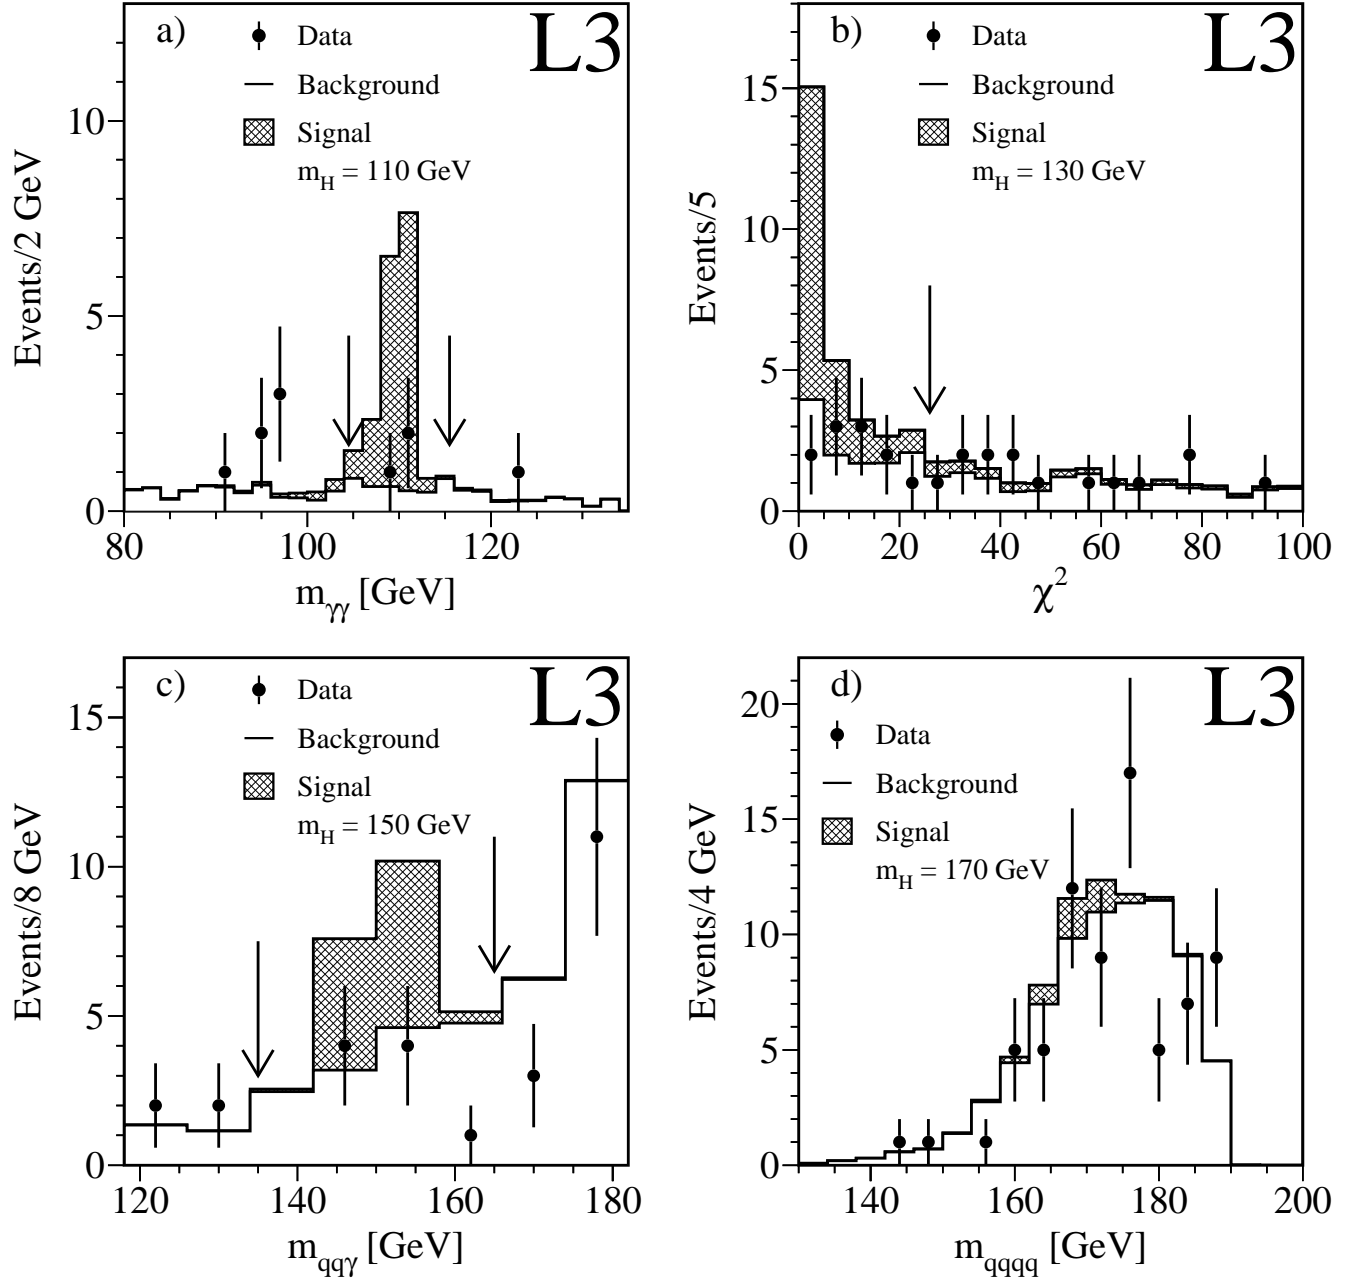 a)
L3
Data
Background
Signal
m_H = 110 GeV
10
5
0
80
100
120
Events/2 GeV
m_γγ [GeV]
b)
L3
Data
Background
Signal
m_H = 130 GeV
15
10
5
0
0
20
40
60
80
100
Events/5
χ²
c)
L3
Data
Background
Signal
m_H = 150 GeV
15
10
5
0
120
140
160
180
Events/8 GeV
m_qqγ [GeV]
d)
L3
Data
Background
Signal
m_H = 170 GeV
20
15
10
5
0
140
160
180
200
Events/4 GeV
m_qqqq [GeV]